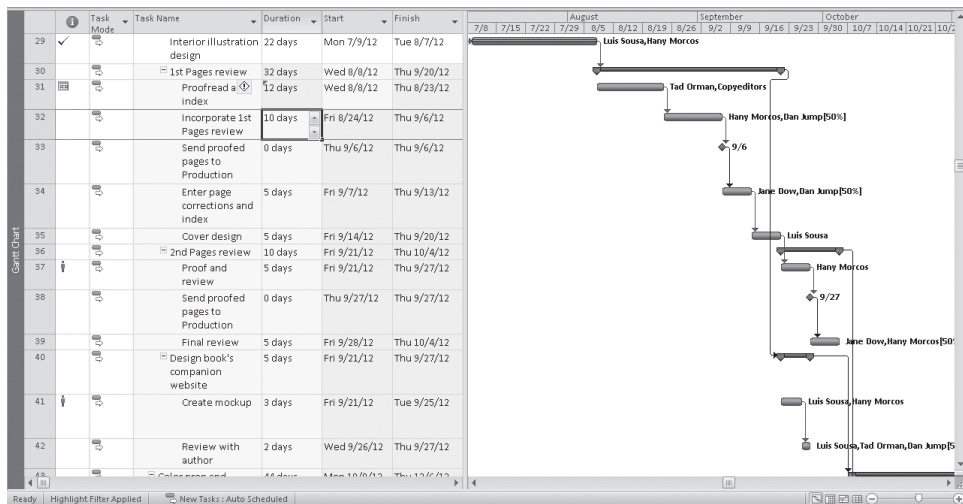 Task Mode Task Name Duration Start Finish
August September October
7/8 7/15 7/22 7/29 8/5 8/12 8/19 8/26 9/2 9/9 9/16 9/23 9/30 10/7 10/14 10/21 10/2
29 Interior illustration design 22 days Mon 7/9/12 Tue 8/7/12 Luis Sousa,Hany Morcos
30 1st Pages review 32 days Wed 8/8/12 Thu 9/20/12
31 Proofread a index 12 days Wed 8/8/12 Thu 8/23/12 Tad Orman,Copyeditors
32 Incorporate 1st Pages review 10 days Fri 8/24/12 Thu 9/6/12 Hany Morcos,Dan Jump[50%]
33 Send proofed pages to Production 0 days Thu 9/6/12 Thu 9/6/12 9/6
34 Enter page corrections and index 5 days Fri 9/7/12 Thu 9/13/12 Jane Dow,Dan Jump[50%]
35 Cover design 5 days Fri 9/14/12 Thu 9/20/12 Luis Sousa
36 2nd Pages review 10 days Fri 9/21/12 Thu 10/4/12
37 Proof and review 5 days Fri 9/21/12 Thu 9/27/12 Hany Morcos
38 Send proofed pages to Production 0 days Thu 9/27/12 Thu 9/27/12 9/27
39 Final review 5 days Fri 9/28/12 Thu 10/4/12 Jane Dow,Hany Morcos[50
40 Design book's companion website 5 days Fri 9/21/12 Thu 9/27/12
41 Create mockup 3 days Fri 9/21/12 Tue 9/25/12 Luis Sousa,Hany Morcos
42 Review with author 2 days Wed 9/26/12 Thu 9/27/12 Luis Sousa,Tad Orman,Dan Jump[5
Gantt Chart
Ready Highlight Filter Applied New Tasks : Auto Scheduled